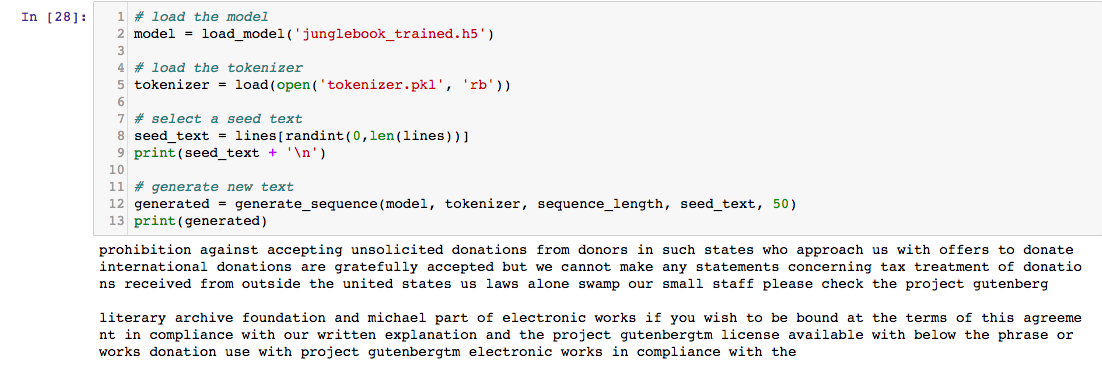 In [28]:
1 # load the model
2 model = load_model('junglebook_trained.h5')
3
4 # load the tokenizer
5 tokenizer = load(open('tokenizer.pkl', 'rb'))
6
7 # select a seed text
8 seed_text = lines[randint(0,len(lines))]
9 print(seed_text + '\n')
10
11 # generate new text
12 generated = generate_sequence(model, tokenizer, sequence_length, seed_text, 50)
13 print(generated)
prohibition against accepting unsolicited donations from donors in such states who approach us with offers to donate
international donations are gratefully accepted but we cannot make any statements concerning tax treatment of donatio
ns received from outside the united states us laws alone swamp our small staff please check the project gutenberg
literary archive foundation and michael part of electronic works if you wish to be bound at the terms of this agreeme
nt in compliance with our written explanation and the project gutenbergtm license available with below the phrase or
works donation use with project gutenbergtm electronic works in compliance with the